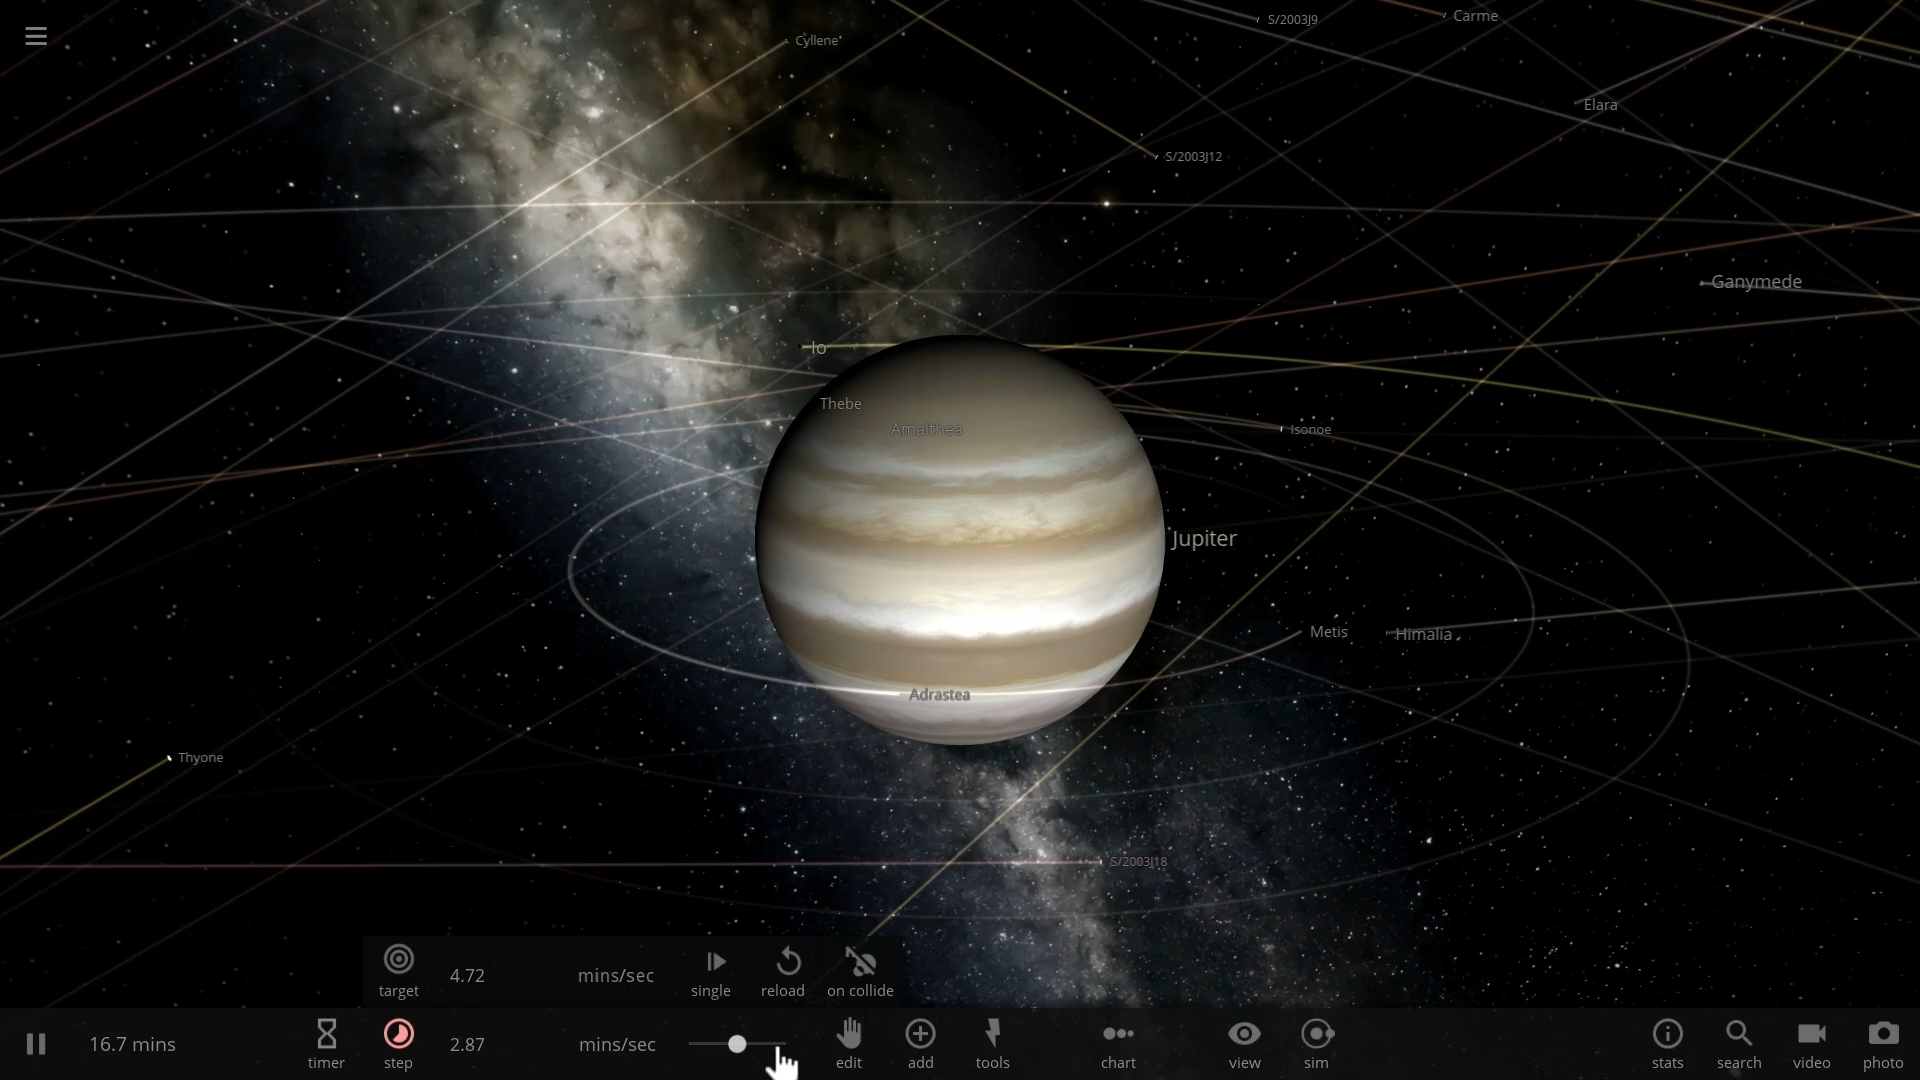 S/2003J9
Carme
Cyllene
Elara
S/2003J12
Ganymede
Io
Thebe
Amalthea
Isonoe
Jupiter
Metis
Himalia
Adrastea
Thyone
S/2003J18
target
4.72
mins/sec
single
reload
on collide
16.7 mins
timer
step
2.87
mins/sec
edit
add
tools
chart
view
sim
stats
search
video
photo